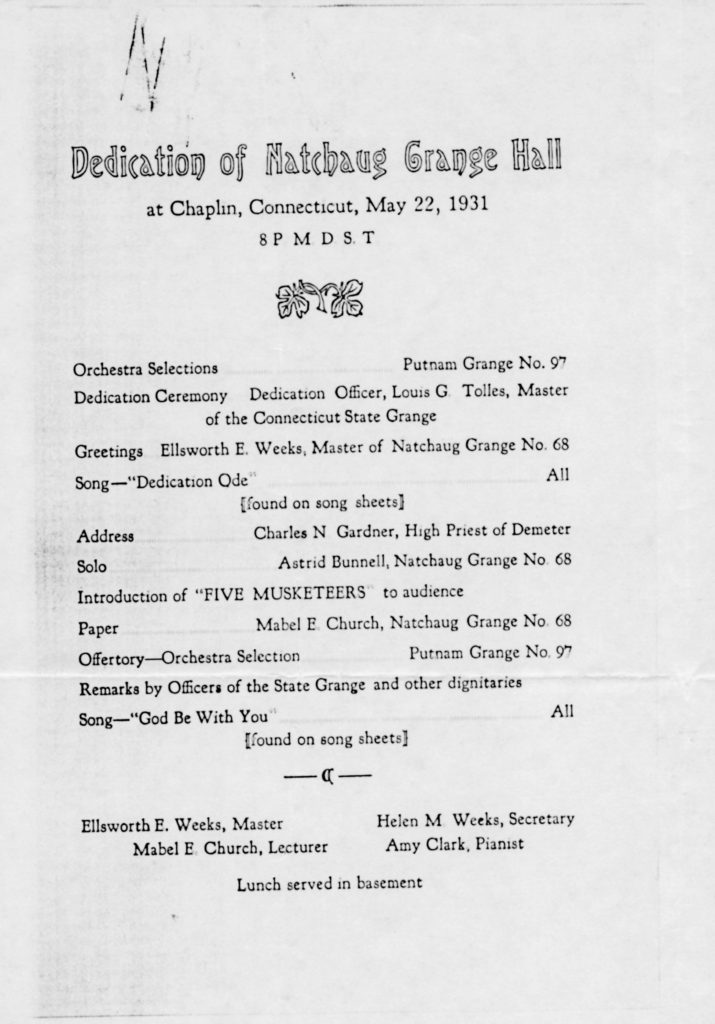 Dedication of Natchaug Grange Hall
at Chaplin, Connecticut, May 22, 1931
8 P M D S. T
Orchestra Selections Putnam Grange No. 97
Dedication Ceremony Dedication Officer, Louis G. Tolles, Master
of the Connecticut State Grange
Greetings Ellsworth E. Weeks, Master of Natchaug Grange No. 68
Song—"Dedication Ode" All
[found on song sheets]
Address Charles N Gardner, High Priest of Demeter
Solo Astrid Bunnell, Natchaug Grange No. 68
Introduction of "FIVE MUSKETEERS" to audience
Paper Mabel E. Church, Natchaug Grange No. 68
Offertory—Orchestra Selection Putnam Grange No. 97
Remarks by Officers of the State Grange and other dignitaries
Song—"God Be With You" All
[found on song sheets]
Ellsworth E. Weeks, Master Helen M. Weeks, Secretary
Mabel E. Church, Lecturer Amy Clark, Pianist
Lunch served in basement